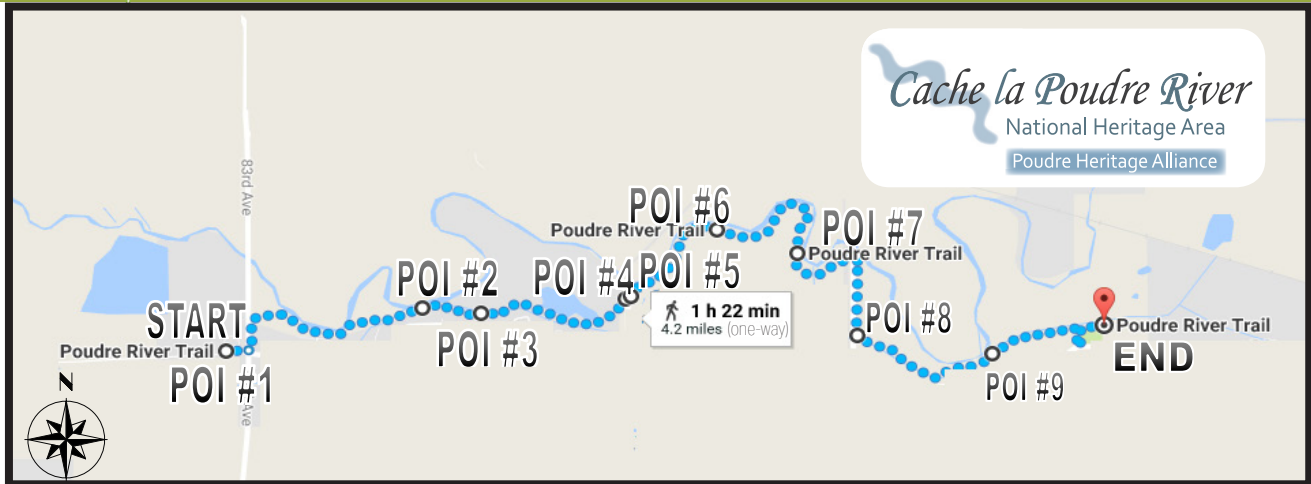 Cache la Poudre River
National Heritage Area
Poudre Heritage Alliance
83rd Ave
POI #6
Poudre River Trail
POI #7
Poudre River Trail
POI #2
POI #4
POI #5
START
1 h 22 min
4.2 miles (one-way)
POI #8
Poudre River Trail
Poudre River Trail
POI #3
END
POI #1
POI #9
N
Ave